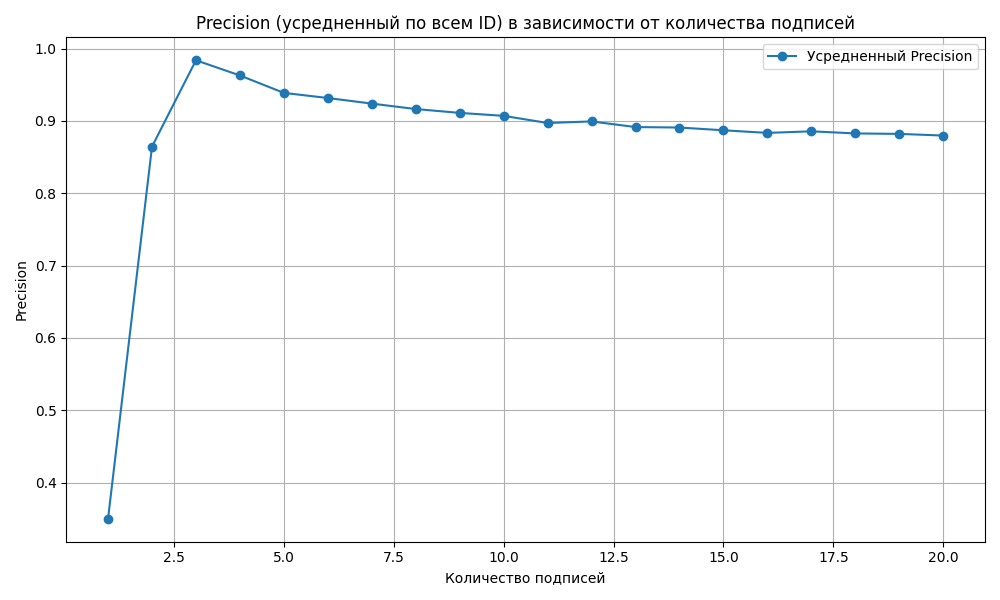 Precision (усредненный по всем ID) в зависимости от количества подписей
Усредненный Precision
1.0
0.9
0.8
0.7
0.6
0.5
0.4
Precision
2.5 5.0 7.5 10.0 12.5 15.0 17.5 20.0
Количество подписей